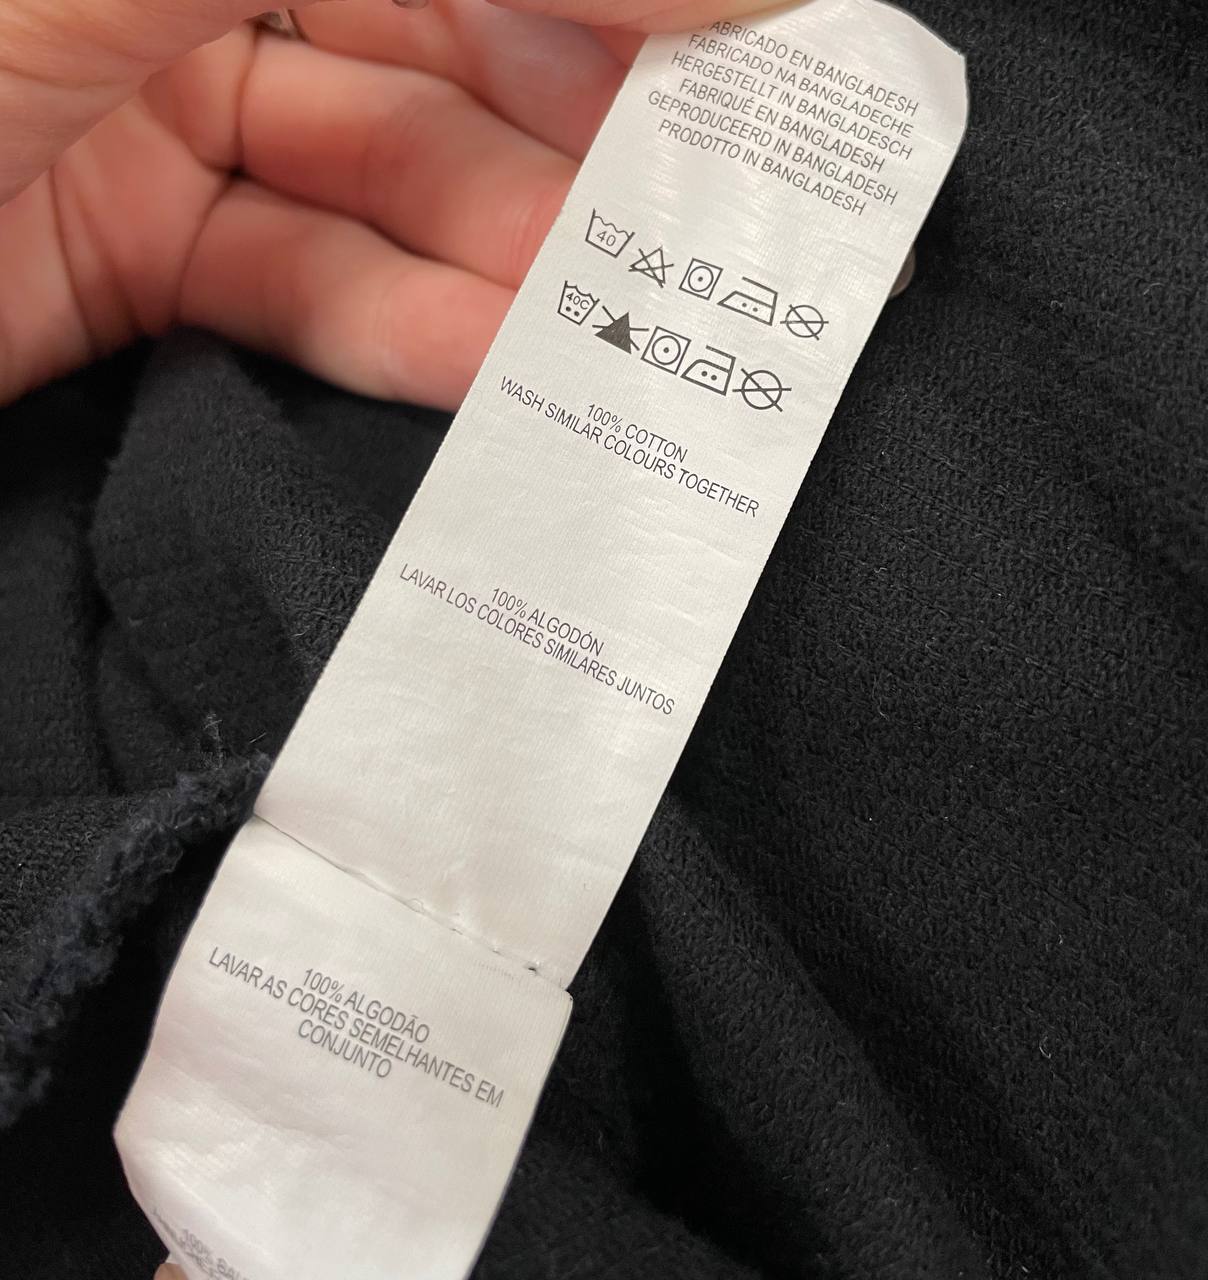 FABRICADO EN BANGLADESH
FABRICADO NA BANGLADECHE
HERGESTELLT IN BANGLADESCH
FABRIQUÉ EN BANGLADESH
GEPRODUCEERD IN BANGLADESH
PRODOTTO IN BANGLADESH
40
40C
100% COTTON
WASH SIMILAR COLOURS TOGETHER
100% ALGODÓN
LAVAR LOS COLORES SIMILARES JUNTOS
100% ALGODÃO
LAVAR AS CORES SEMELHANTES EM
CONJUNTO
100%